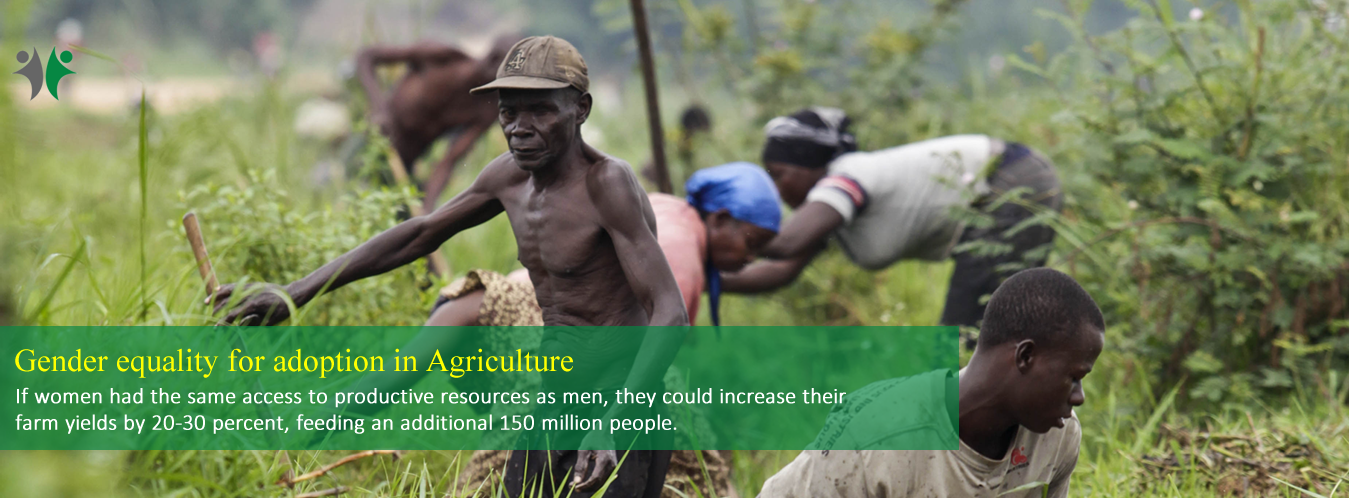 Gender equality for adoption in Agriculture
If women had the same access to productive resources as men, they could increase their
farm yields by 20-30 percent, feeding an additional 150 million people.